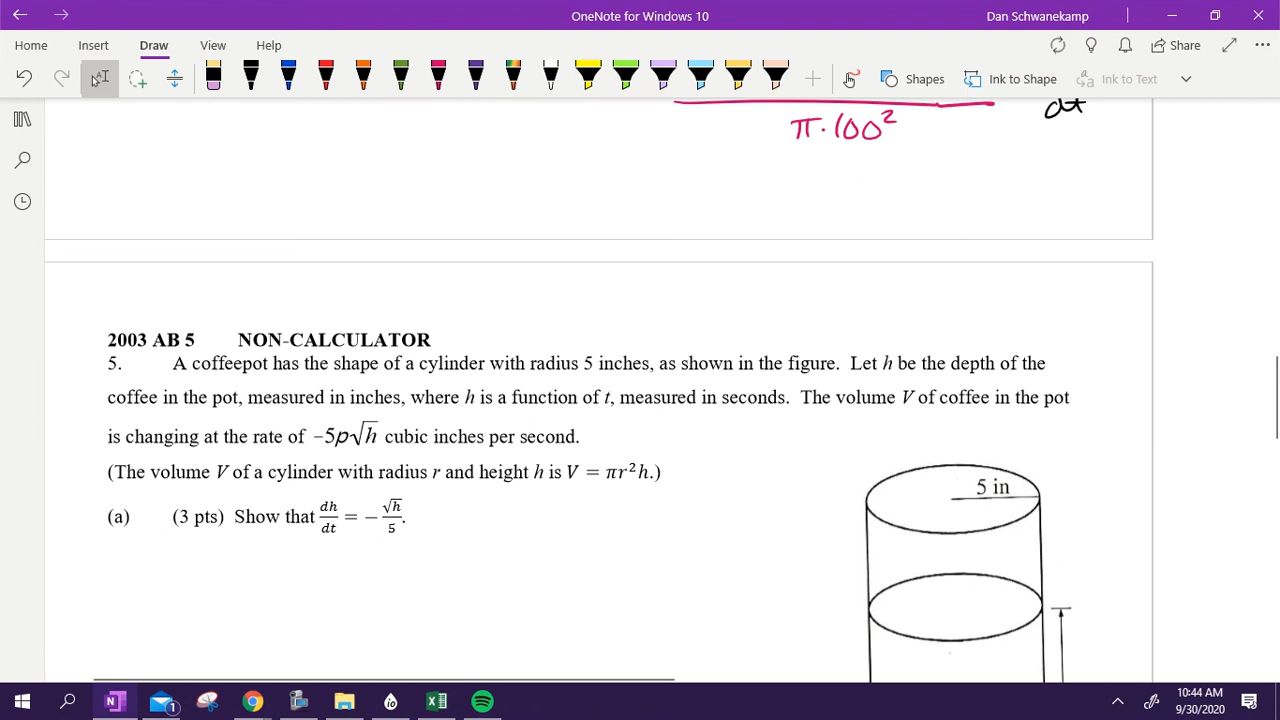 OneNote for Windows 10
Dan Schwanekamp
Home Insert Draw View Help
Share
Shapes
Ink to Shape
Ink to Text
π·100²
dt
2003 AB 5 NON-CALCULATOR
5. A coffeepot has the shape of a cylinder with radius 5 inches, as shown in the figure. Let h be the depth of the
coffee in the pot, measured in inches, where h is a function of t, measured in seconds. The volume V of coffee in the pot
is changing at the rate of -5p√h cubic inches per second.
(The volume V of a cylinder with radius r and height h is V = πr²h.)
(a) (3 pts) Show that dh/dt = -√h/5.
5 in
1
10:44 AM
9/30/2020